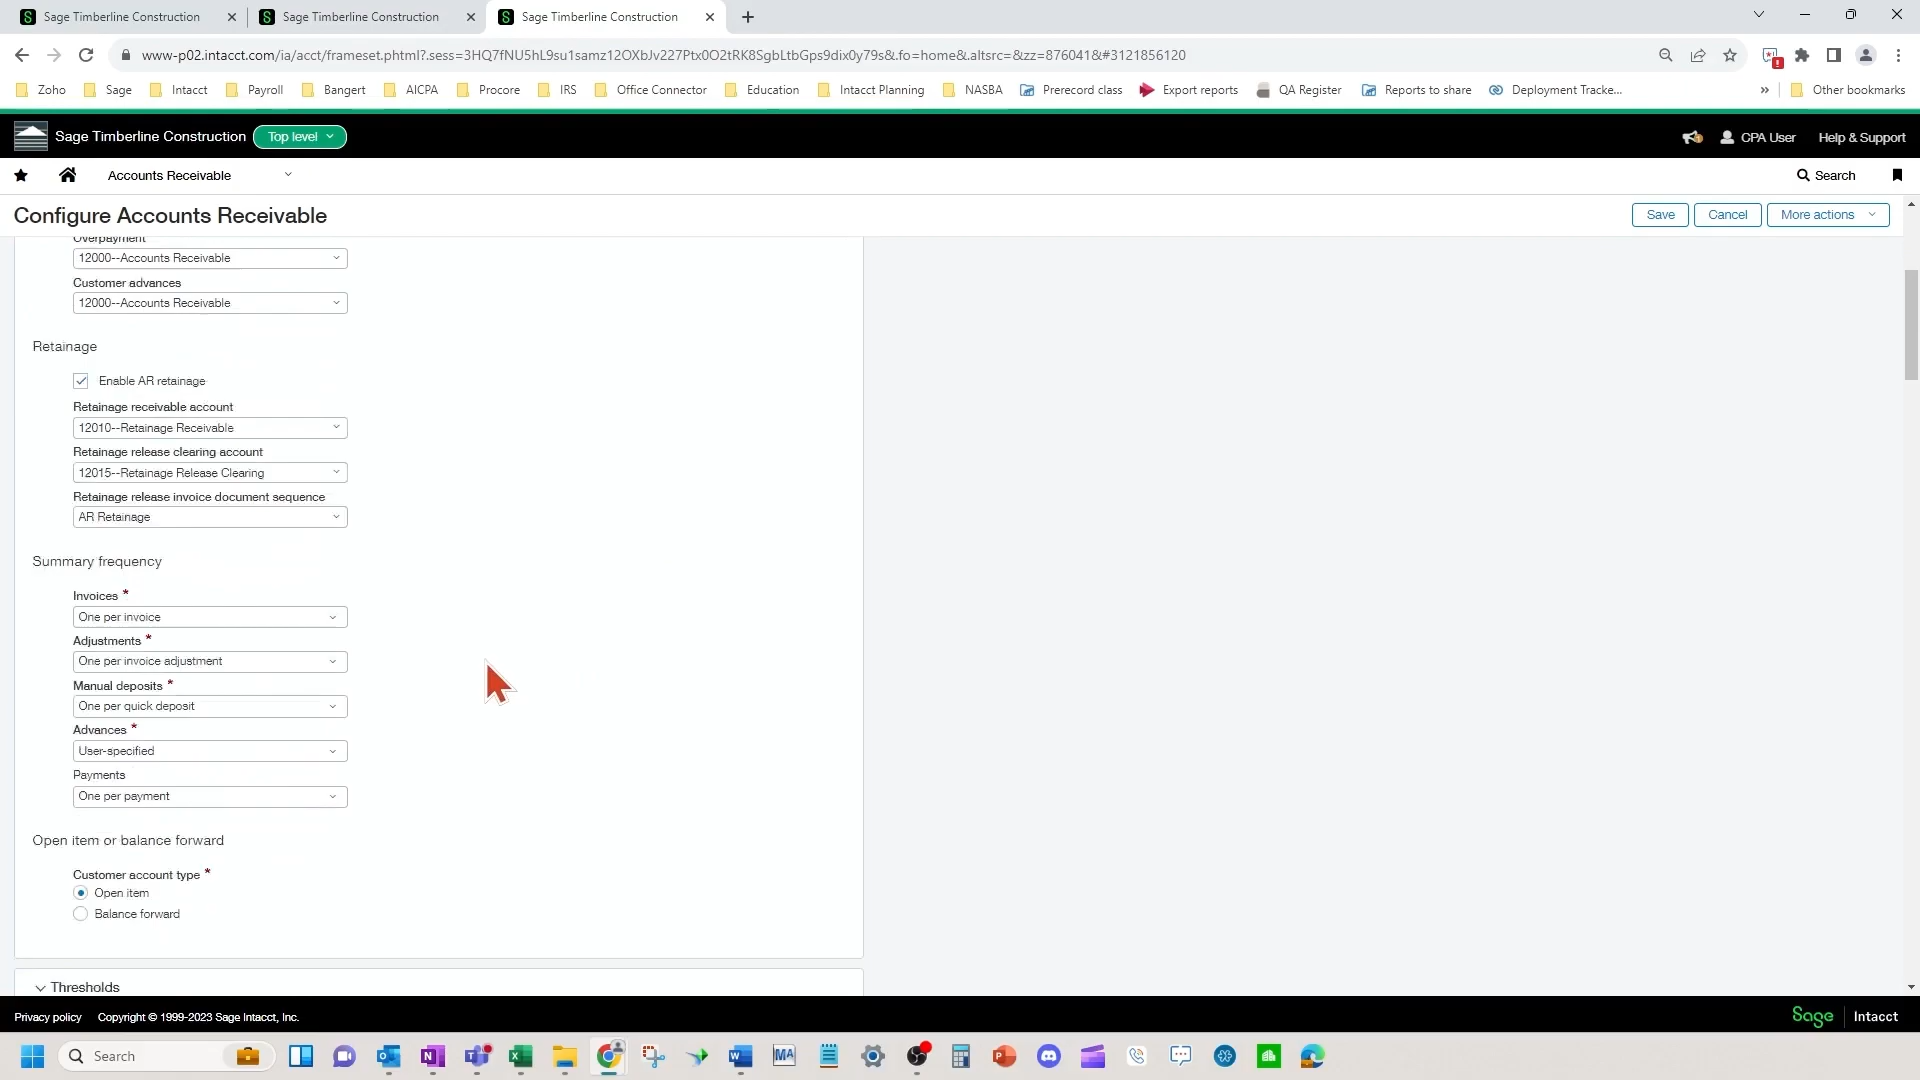 Sage Timberline Construction
Sage Timberline Construction
Sage Timberline Construction
www-p02.intacct.com/ia/acct/frameset.phtml?.sess=3HQ7fNU5hL9su1samz12OXbJv227Ptx0O2tRK8SgbLtbGps9dix0y79s&.fo=home&.altsrc=&zz=876041&#3121856120
Zoho Sage Intacct Payroll Bangert AICPA Procore IRS Office Connector Education Intacct Planning NASBA Prerecord class Export reports QA Register Reports to share Deployment Tracke... » Other bookmarks
Sage Timberline Construction Top level CPA User Help & Support
Accounts Receivable Search
Configure Accounts Receivable Save Cancel More actions
Overpayment
12000--Accounts Receivable
Customer advances
12000--Accounts Receivable
Retainage
Enable AR retainage
Retainage receivable account
12010--Retainage Receivable
Retainage release clearing account
12015--Retainage Release Clearing
Retainage release invoice document sequence
AR Retainage
Summary frequency
Invoices *
One per invoice
Adjustments *
One per invoice adjustment
Manual deposits *
One per quick deposit
Advances *
User-specified
Payments
One per payment
Open item or balance forward
Customer account type *
Open item
Balance forward
Thresholds
Privacy policy Copyright © 1999-2023 Sage Intacct, Inc. Sage Intacct
Search